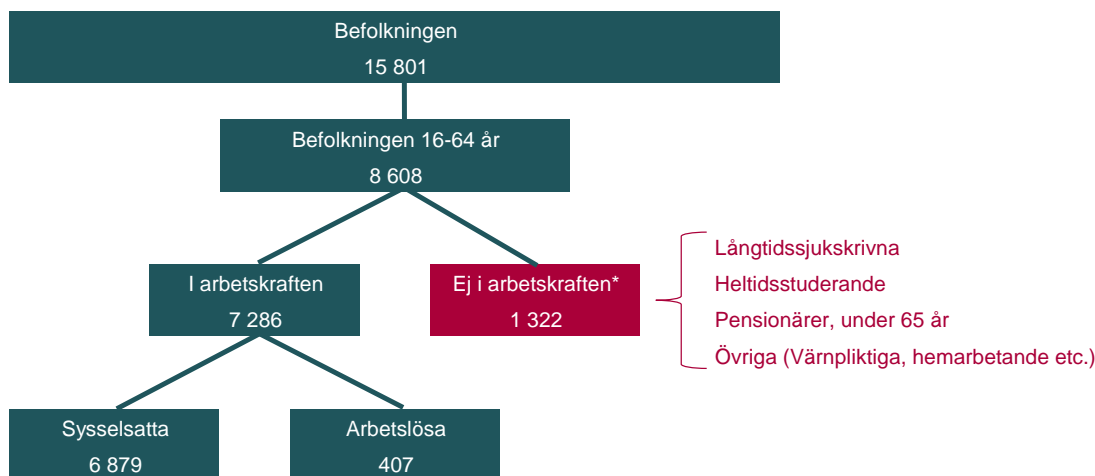 Befolkningen
15 801
Befolkningen 16-64 år
8 608
I arbetskraften
7 286
Ej i arbetskraften*
1 322
Långtidssjukskrivna
Heltidsstuderande
Pensionärer, under 65 år
Övriga (Värnpliktiga, hemarbetande etc.)
Sysselsatta
6 879
Arbetslösa
407